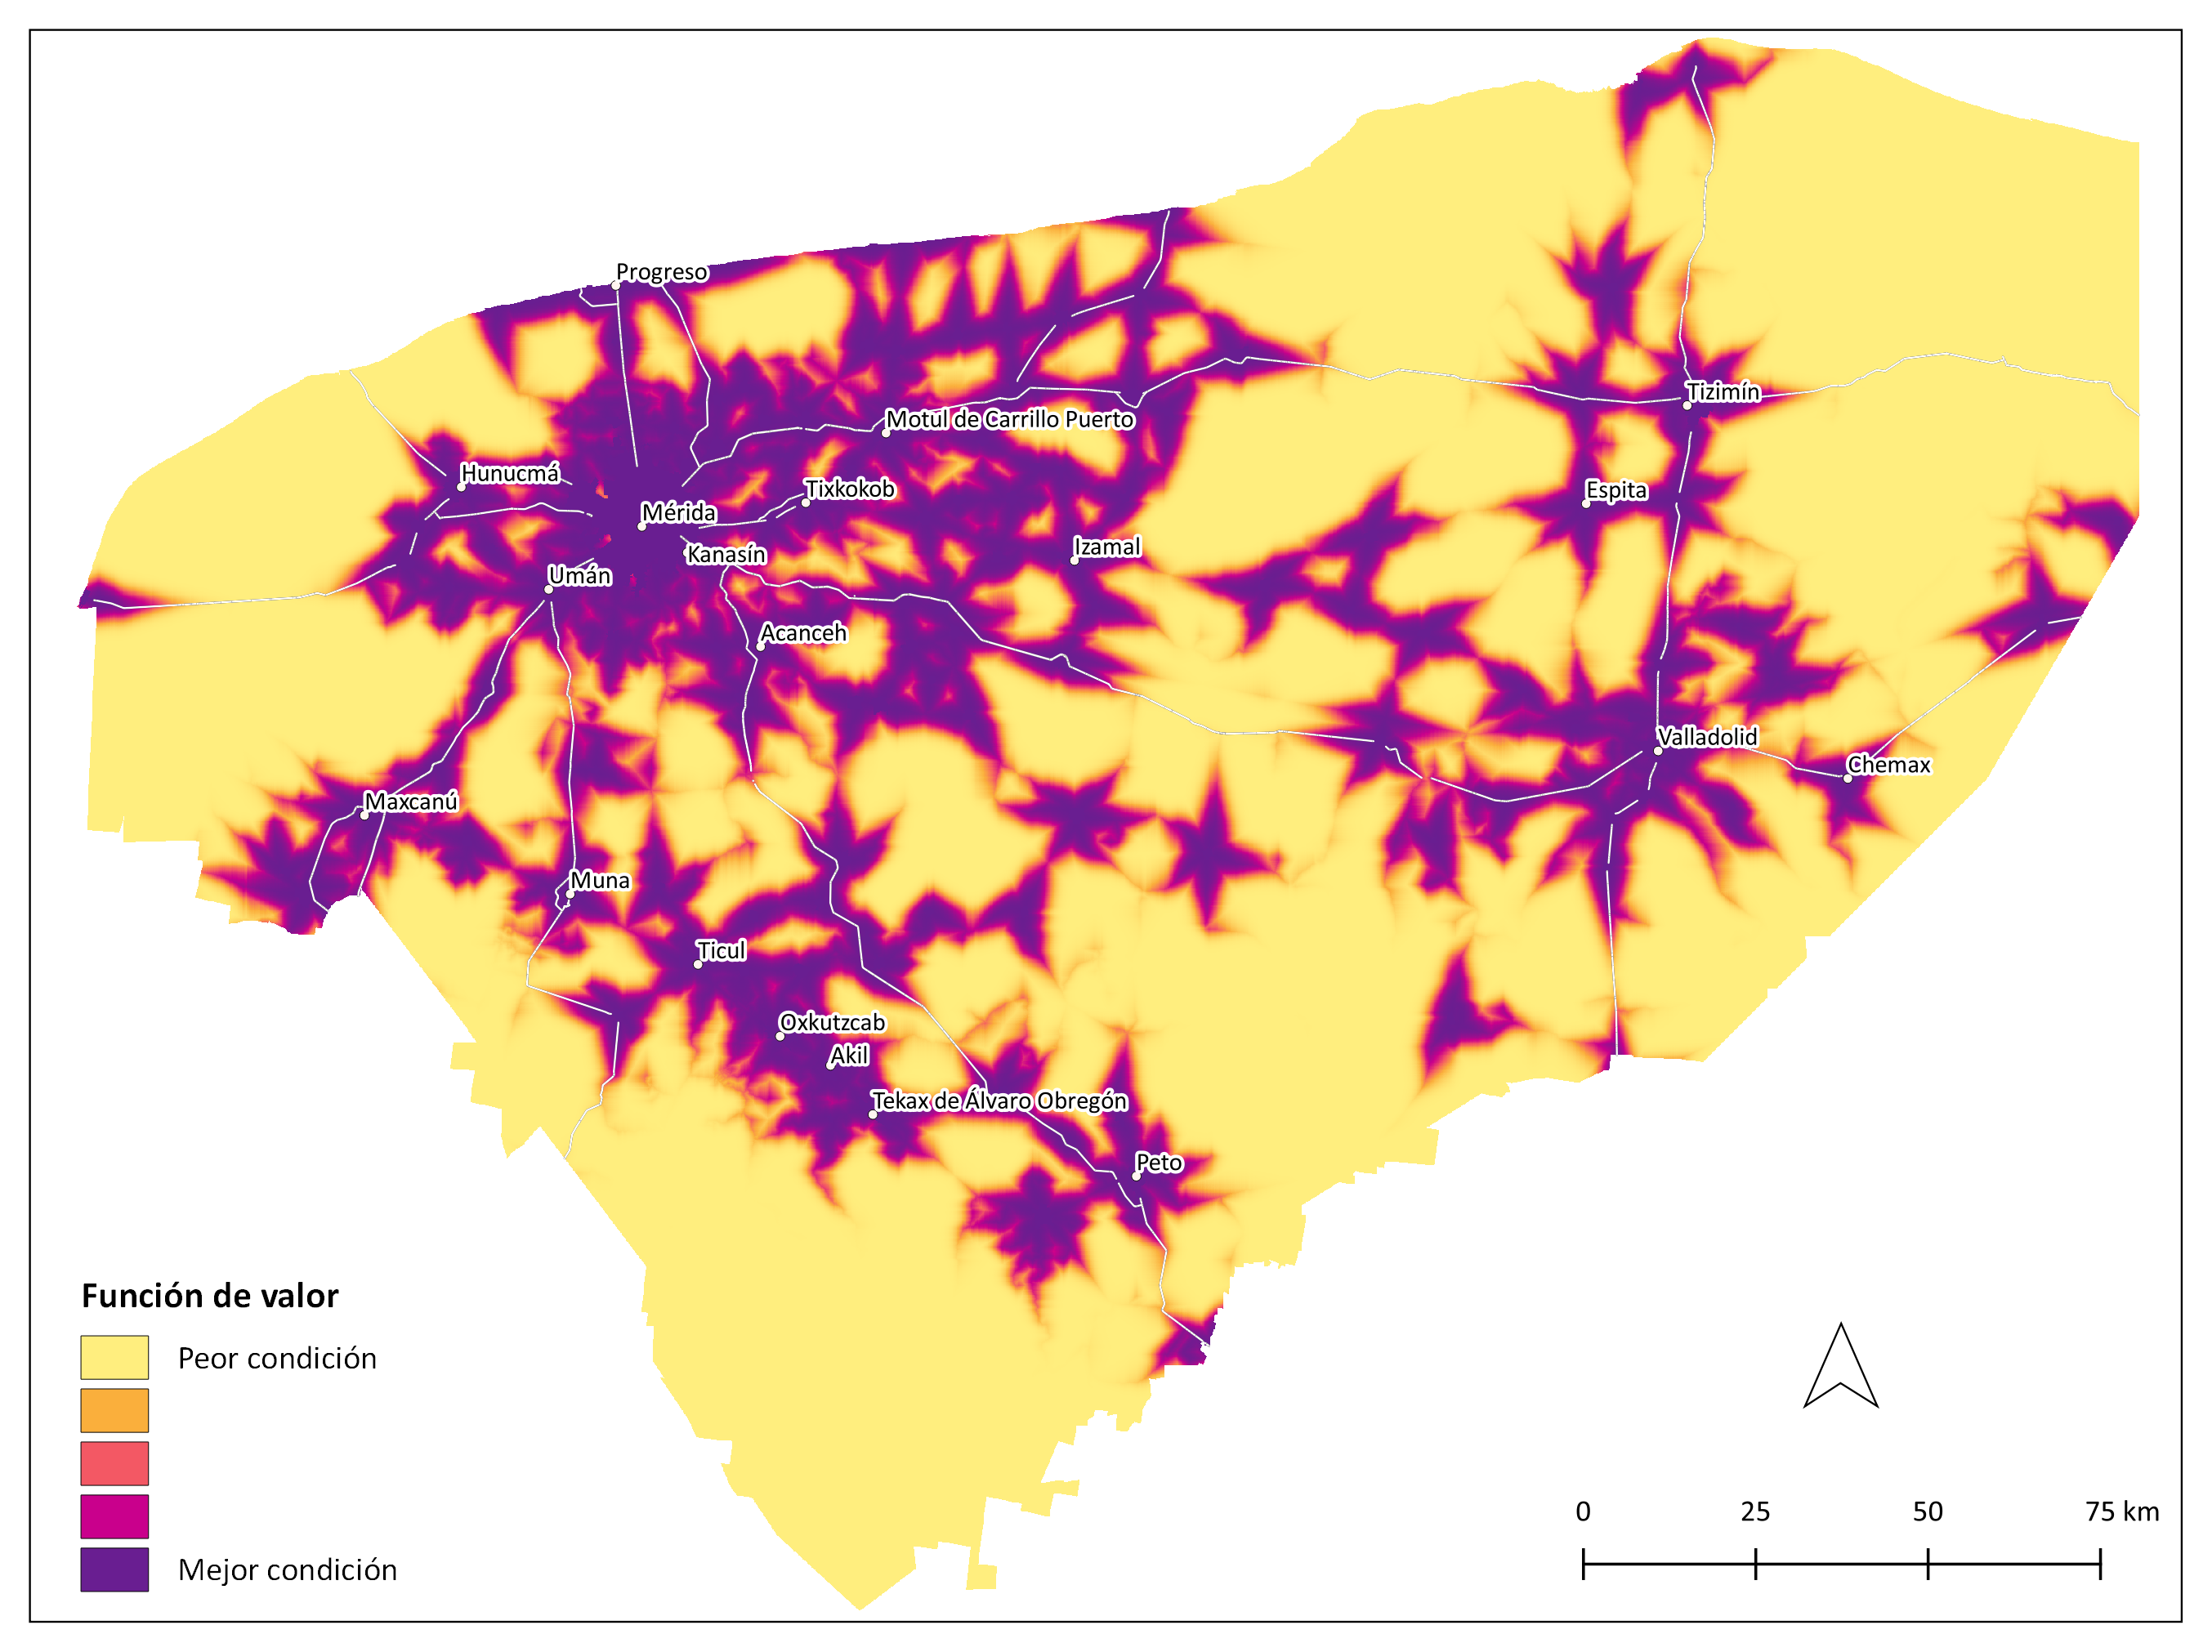 Progreso
Tizimín
Motul de Carrillo Puerto
Hunucmá
Tixkokob
Espita
Mérida
Izamal
Kanasín
Umán
Acanceh
Valladolid
Chemax
Maxcanú
Muna
Ticul
Oxkutzcab
Akil
Tekax de Álvaro Obregón
Peto
Función de valor
Peor condición
Mejor condición
0 25 50 75 km